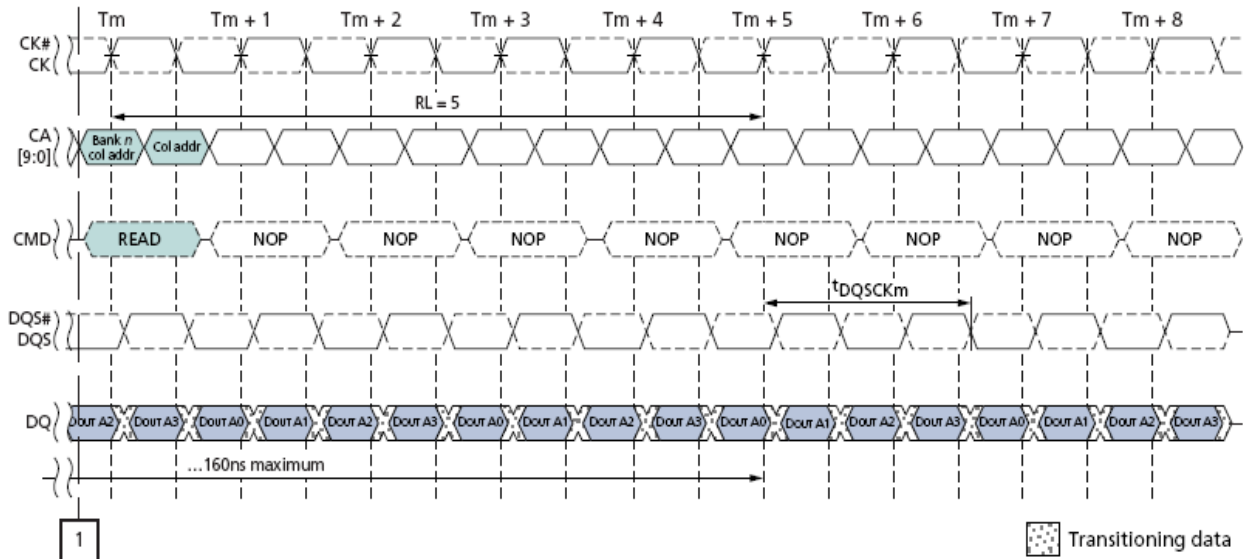 Tm Tm + 1 Tm + 2 Tm + 3 Tm + 4 Tm + 5 Tm + 6 Tm + 7 Tm + 8
CK#
CK
RL = 5
CA
[9:0]
Bank n
col addr
Col addr
CMD READ NOP NOP NOP NOP NOP NOP NOP NOP
tDQSCKm
DQS#
DQS
DQ DOUT A2 DOUT A3 DOUT A0 DOUT A1 DOUT A2 DOUT A3 DOUT A0 DOUT A1 DOUT A2 DOUT A3 DOUT A0 DOUT A1 DOUT A2 DOUT A3 DOUT A0 DOUT A1 DOUT A2 DOUT A3
...160ns maximum
1
Transitioning data